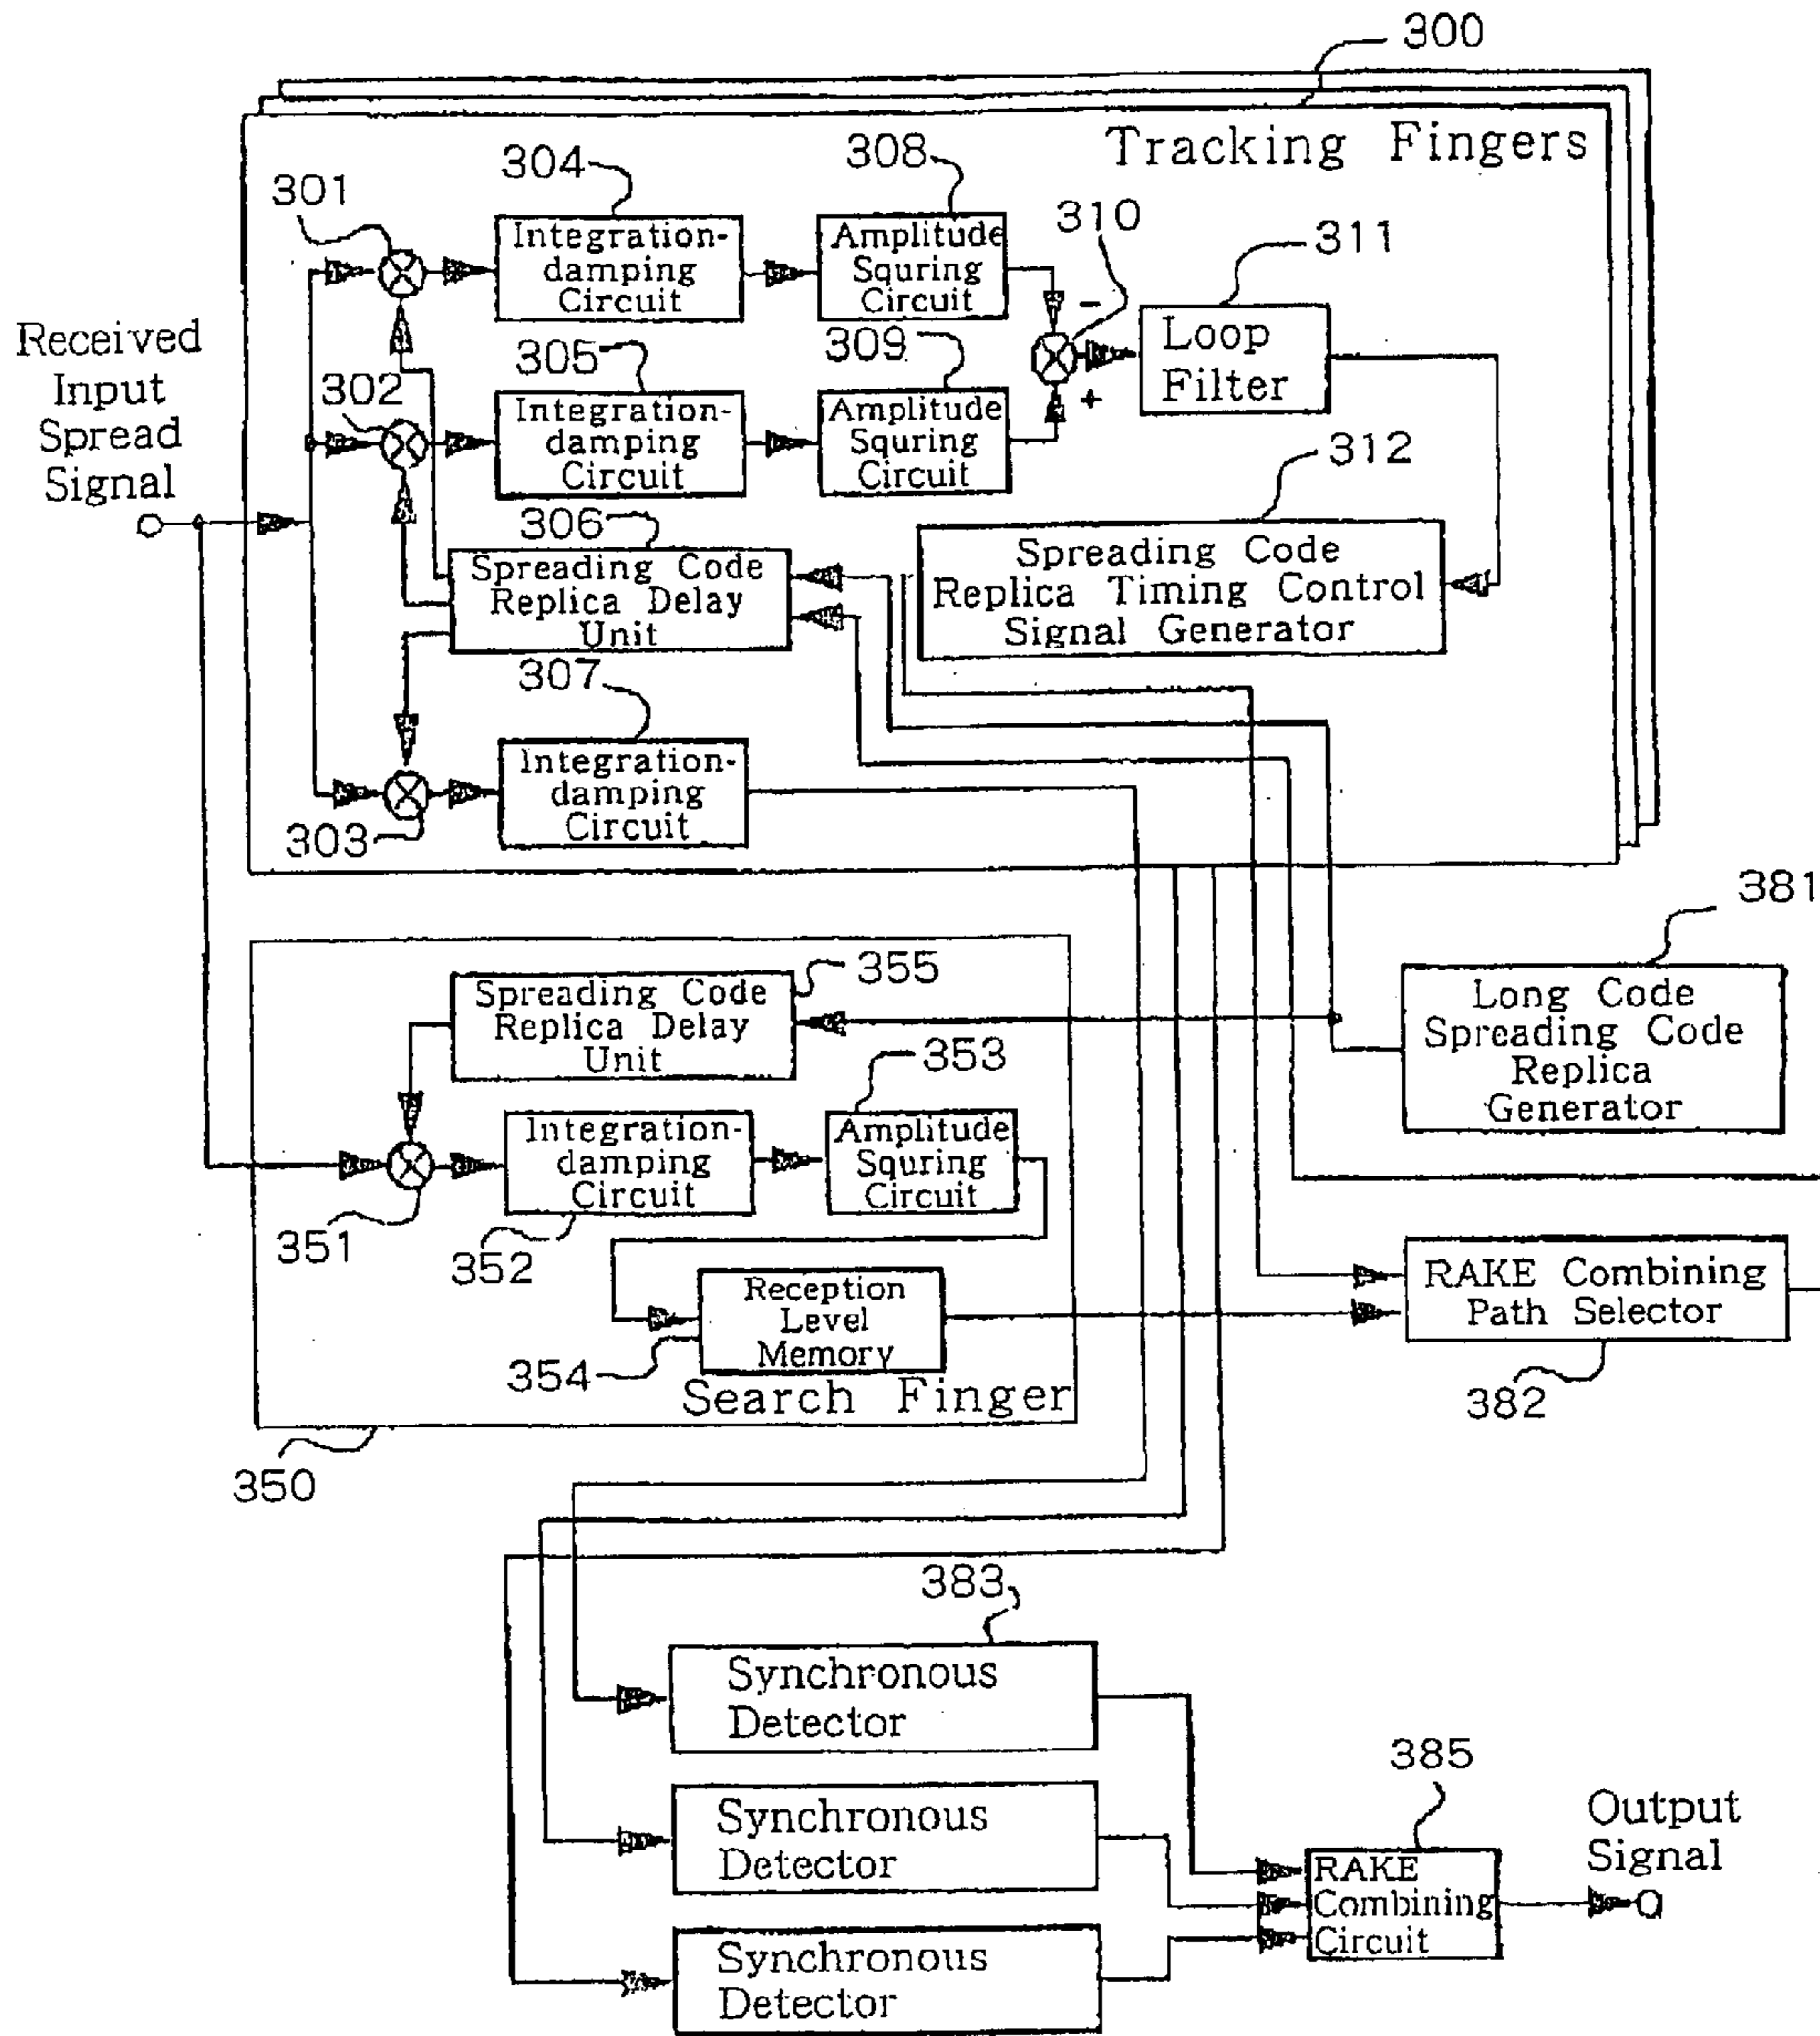 300
Tracking Fingers
304
308
301
310
311
Integration-
damping
Circuit
Amplitude
Squring
Circuit
-
Received
Input
Spread
Signal
302
305
309
Loop
Filter
+
Integration-
damping
Circuit
Amplitude
Squring
Circuit
312
306
Spreading Code
Replica Delay
Unit
Spreading Code
Replica Timing Control
Signal Generator
307
Integration-
damping
Circuit
303
381
355
Spreading Code
Replica Delay
Unit
Long Code
Spreading Code
Replica
Generator
353
Integration-
damping
Circuit
Amplitude
Squring
Circuit
351
352
RAKE Combining
Path Selector
Reception
Level
Memory
354
382
Search Finger
350
383
Synchronous
Detector
385
Synchronous
Detector
Output
Signal
RAKE
Combining
Circuit
Synchronous
Detector